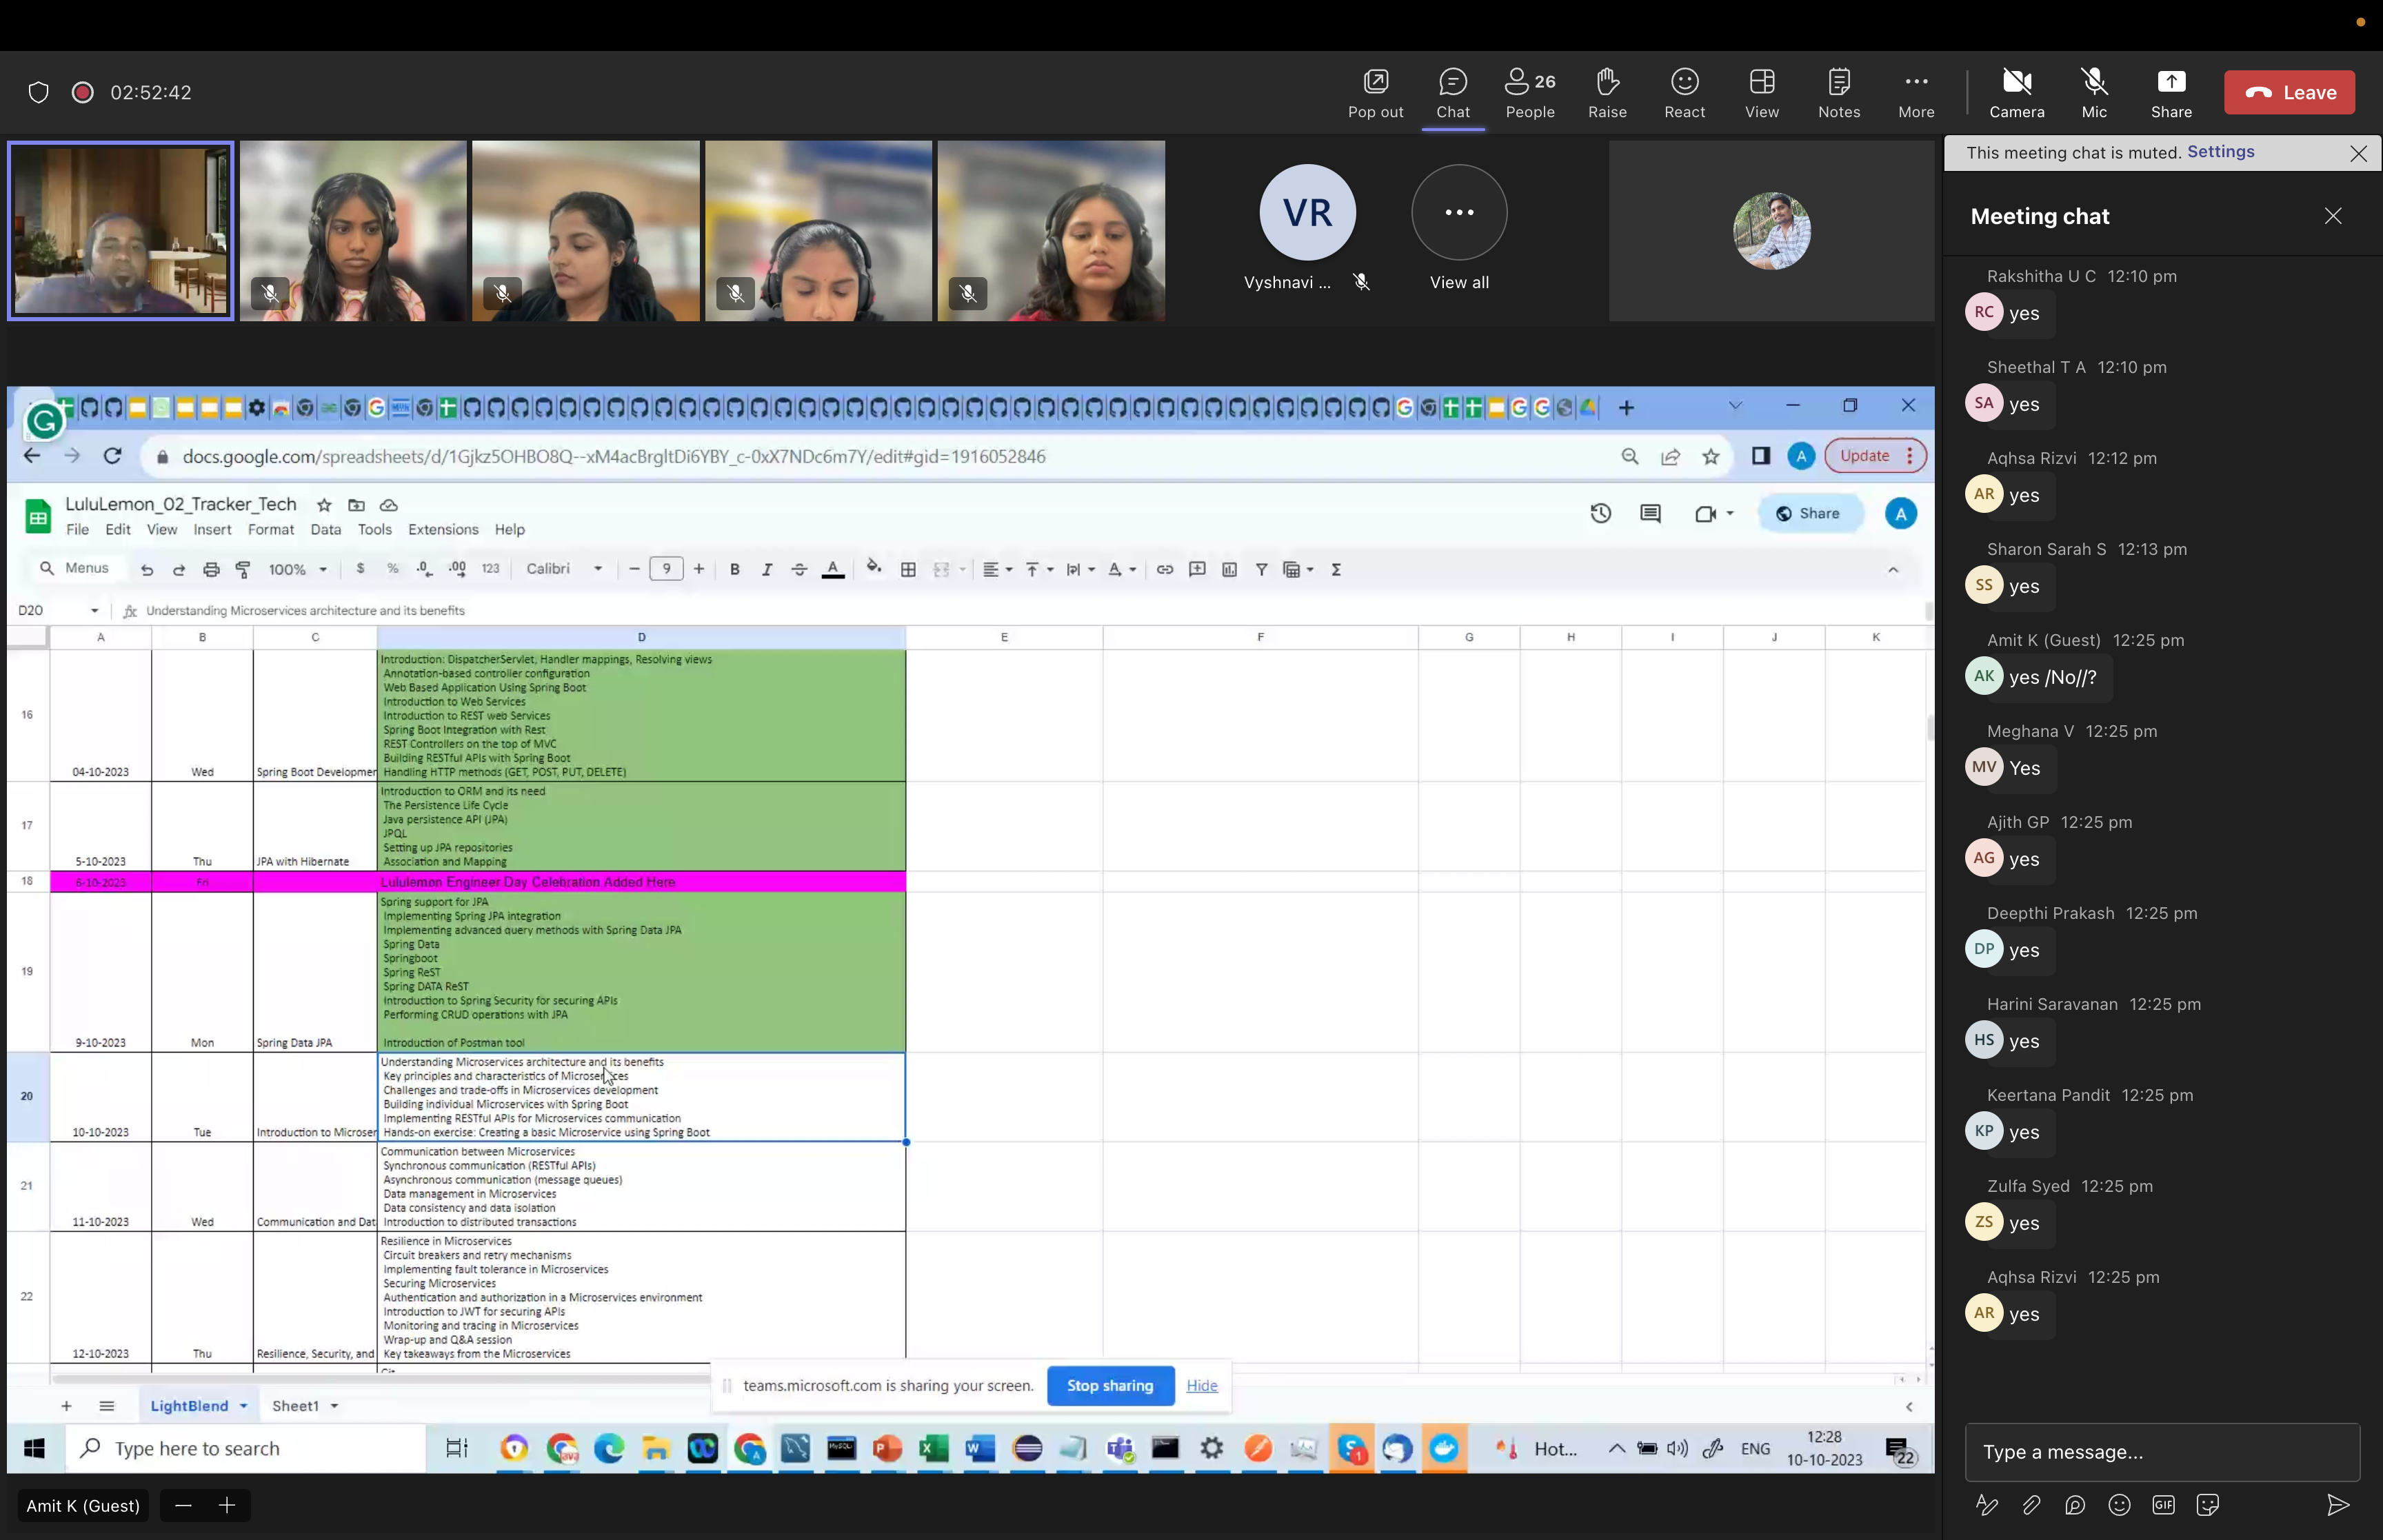 02:52:42
Pop out
Chat
26
People
Raise
React
View
Notes
More
Camera
Mic
Share
Leave
VR
Vyshnavi ...
View all
docs.google.com/spreadsheets/d/1Gjkz5OHBO8Q--xM4acBrgltDi6YBY_c-0xX7NDc6m7Y/edit#gid=1916052846
A
Update
LuluLemon_02_Tracker_Tech
File Edit View Insert Format Data Tools Extensions Help
Share
A
Menus
100%
$ % .0 .00 123
Calibri
9
D20
Understanding Microservices architecture and its benefits
A B C D E F G H I J K
Introduction: DispatcherServlet, Handler mappings, Resolving views
Annotation-based controller configuration
Web Based Application Using Spring Boot
Introduction to Web Services
Introduction to REST web Services
Spring Boot Integration with Rest
REST Controllers on the top of MVC
Building RESTful APIs with Spring Boot
16 04-10-2023 Wed Spring Boot Developmer Handling HTTP methods (GET, POST, PUT, DELETE)
Introduction to ORM and its need
The Persistence Life Cycle
Java persistence API (JPA)
JPQL
Setting up JPA repositories
17 5-10-2023 Thu JPA with Hibernate Association and Mapping
18 6-10-2023 Fri Lululemon Engineer Day Celebration Added Here
Spring support for JPA
Implementing Spring JPA integration
Implementing advanced query methods with Spring Data JPA
Spring Data
Springboot
Spring ReST
Spring DATA ReST
Introduction to Spring Security for securing APIs
Performing CRUD operations with JPA
19 9-10-2023 Mon Spring Data JPA Introduction of Postman tool
Understanding Microservices architecture and its benefits
Key principles and characteristics of Microservices
Challenges and trade-offs in Microservices development
Building individual Microservices with Spring Boot
Implementing RESTful APIs for Microservices communication
20 10-10-2023 Tue Introduction to Microser Hands-on exercise: Creating a basic Microservice using Spring Boot
Communication between Microservices
Synchronous communication (RESTful APIs)
Asynchronous communication (message queues)
Data management in Microservices
Data consistency and data isolation
21 11-10-2023 Wed Communication and Dat Introduction to distributed transactions
Resilience in Microservices
Circuit breakers and retry mechanisms
Implementing fault tolerance in Microservices
Securing Microservices
Authentication and authorization in a Microservices environment
Introduction to JWT for securing APIs
Monitoring and tracing in Microservices
Wrap-up and Q&A session
22 12-10-2023 Thu Resilience, Security, and Key takeaways from the Microservices
teams.microsoft.com is sharing your screen.
Stop sharing
Hide
LightBlend
Sheet1
Type here to search
Hot...
ENG
12:28
10-10-2023
22
Amit K (Guest)
This meeting chat is muted. Settings
Meeting chat
Rakshitha U C 12:10 pm
RC yes
Sheethal T A 12:10 pm
SA yes
Aqhsa Rizvi 12:12 pm
AR yes
Sharon Sarah S 12:13 pm
SS yes
Amit K (Guest) 12:25 pm
AK yes /No//?
Meghana V 12:25 pm
MV Yes
Ajith GP 12:25 pm
AG yes
Deepthi Prakash 12:25 pm
DP yes
Harini Saravanan 12:25 pm
HS yes
Keertana Pandit 12:25 pm
KP yes
Zulfa Syed 12:25 pm
ZS yes
Aqhsa Rizvi 12:25 pm
AR yes
Type a message...
GIF